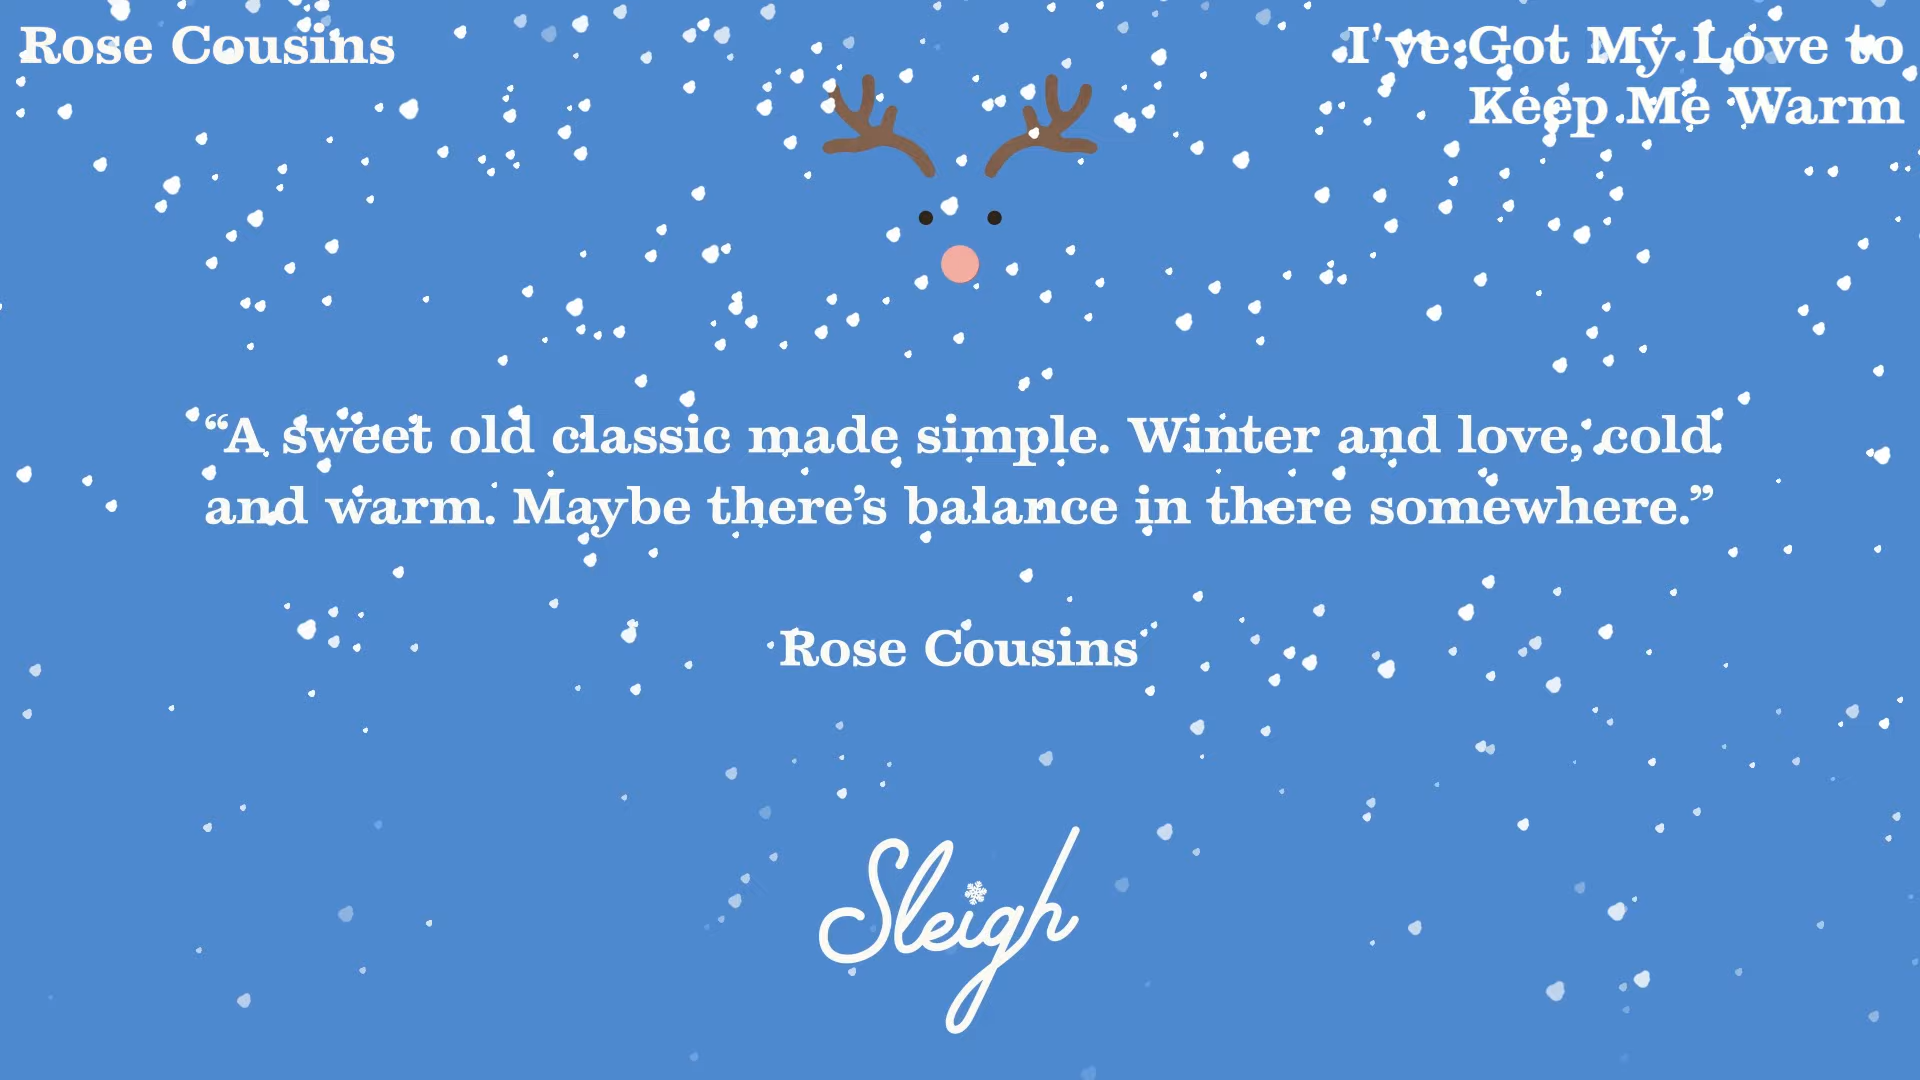 Rose Cousins
I've Got My Love to
Keep Me Warm
“A sweet old classic made simple. Winter and love, cold
and warm. Maybe there’s balance in there somewhere.”
Rose Cousins
Sleigh